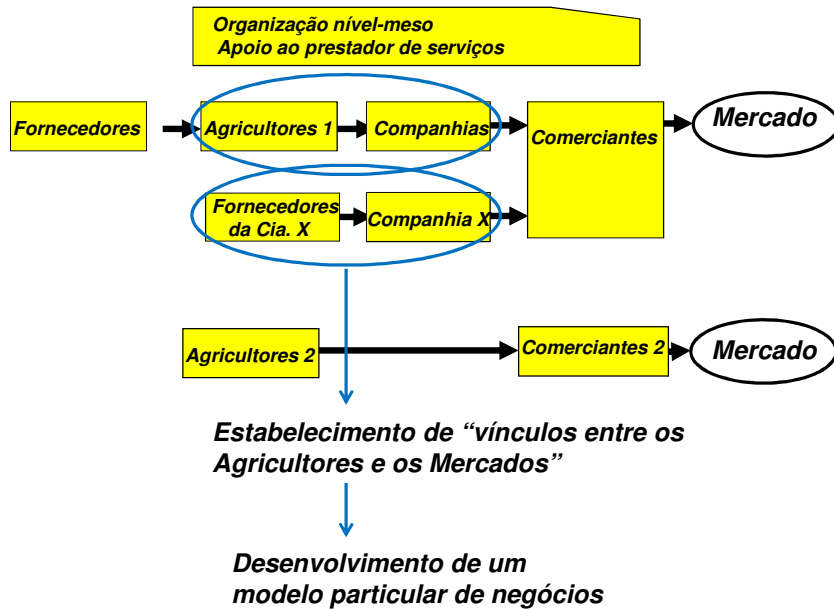 Organização nível-meso
Apoio ao prestador de serviços
Fornecedores
Agricultores 1
Companhias
Comerciantes
Mercado
Fornecedores
da Cia. X
Companhia X
Agricultores 2
Comerciantes 2
Mercado
Estabelecimento de “vínculos entre os
Agricultores e os Mercados”
Desenvolvimento de um
modelo particular de negócios